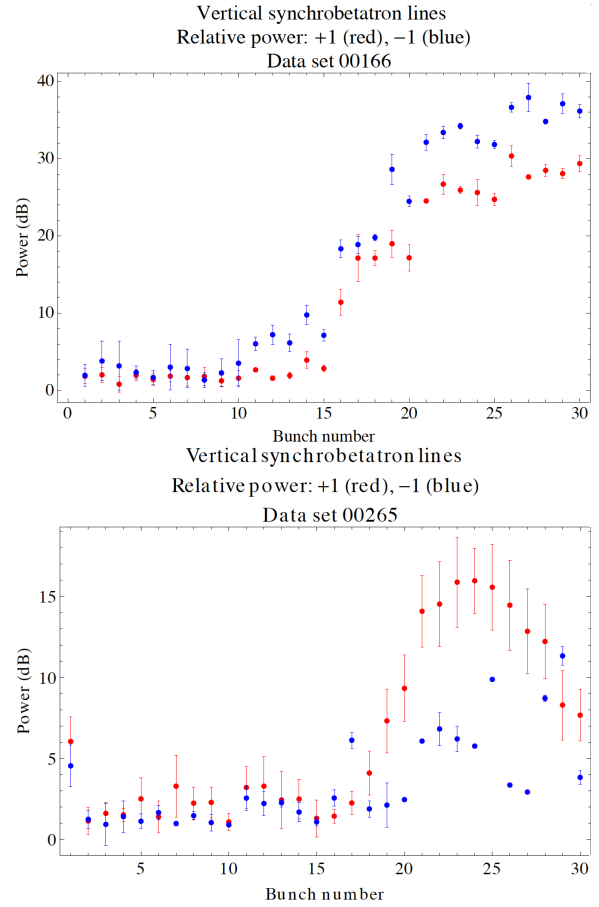 Vertical synchrobetatron lines
Relative power: +1 (red), −1 (blue)
Data set 00166
40
30
20
10
0
Power (dB)
0 5 10 15 20 25 30
Bunch number
Vertical synchrobetatron lines
Relative power: +1 (red), −1 (blue)
Data set 00265
15
10
5
0
Power (dB)
5 10 15 20 25 30
Bunch number